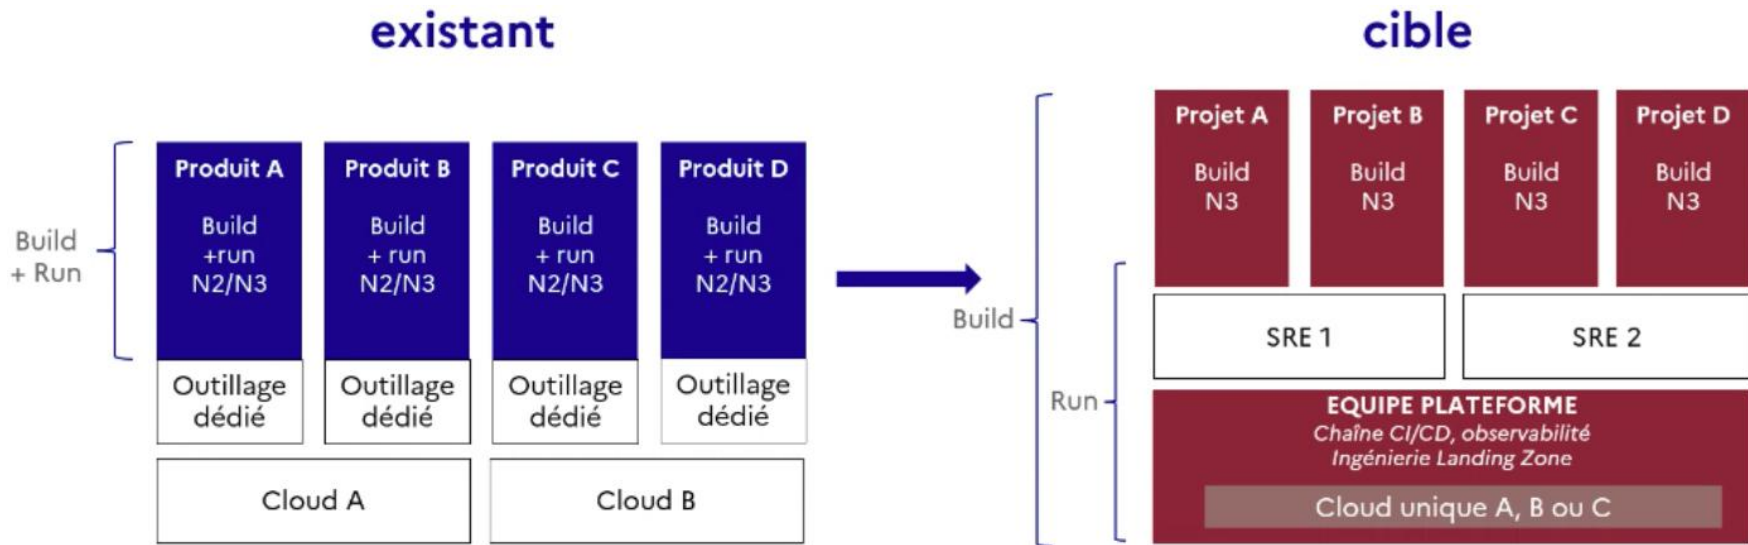 existant
Build
+ Run
Produit A
Build
+run
N2/N3
Produit B
Build
+ run
N2/N3
Produit C
Build
+ run
N2/N3
Produit D
Build
+ run
N2/N3
Outillage
dédié
Outillage
dédié
Outillage
dédié
Outillage
dédié
Cloud A
Cloud B
cible
Build
Run
Projet A
Build
N3
Projet B
Build
N3
Projet C
Build
N3
Projet D
Build
N3
SRE 1
SRE 2
EQUIPE PLATEFORME
Chaîne CI/CD, observabilité
Ingénierie Landing Zone
Cloud unique A, B ou C